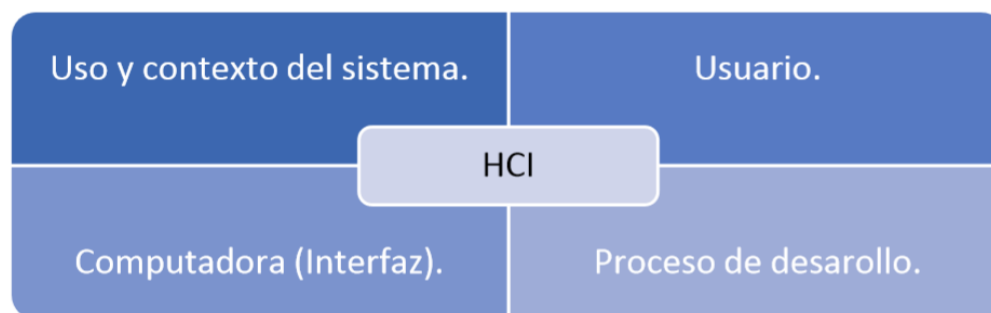 Uso y contexto del sistema.
Usuario.
HCI
Computadora (Interfaz).
Proceso de desarollo.